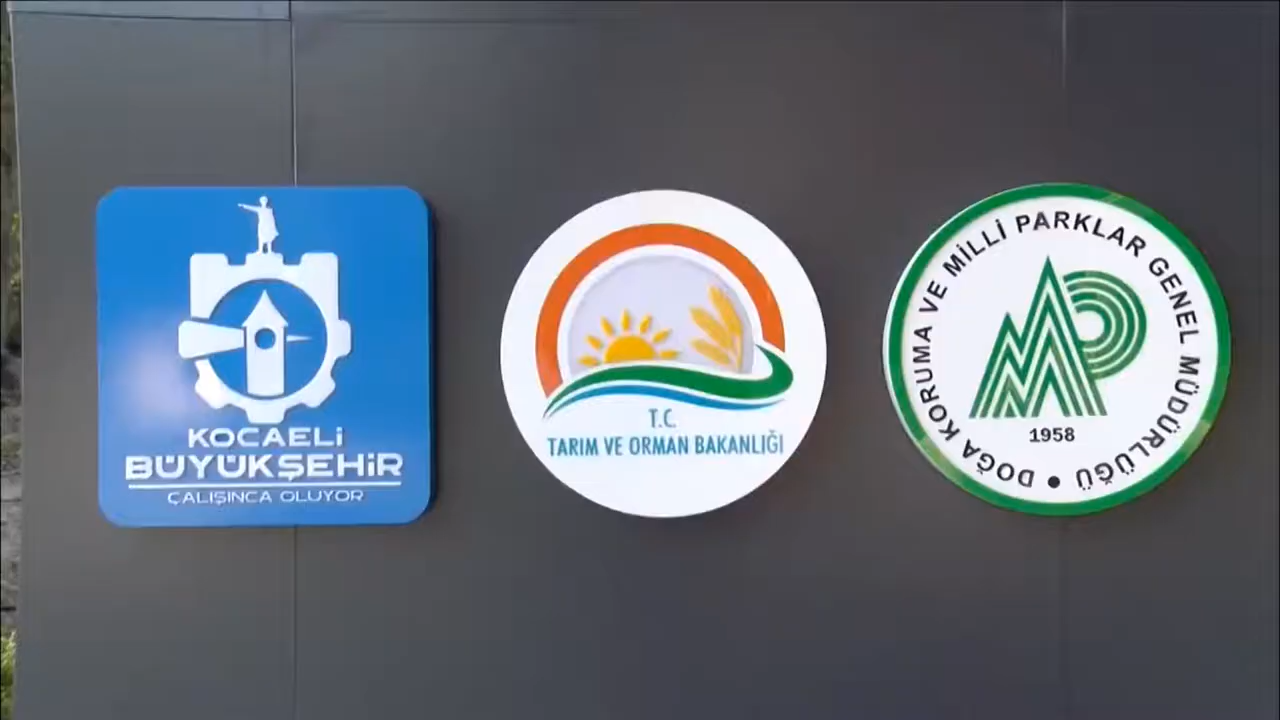 KOCAELİ
BÜYÜKŞEHİR
ÇALIŞINCA OLUYOR
T.C.
TARIM VE ORMAN BAKANLIĞI
DOĞA KORUMA VE MİLLİ PARKLAR GENEL MÜDÜRLÜĞÜ •
1958